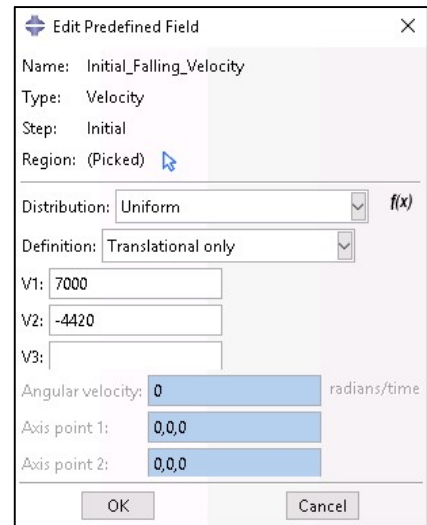 Edit Predefined Field
Name: Initial_Falling_Velocity
Type: Velocity
Step: Initial
Region: (Picked)
Distribution: Uniform f(x)
Definition: Translational only
V1: 7000
V2: -4420
V3:
Angular velocity: 0 radians/time
Axis point 1: 0,0,0
Axis point 2: 0,0,0
OK Cancel